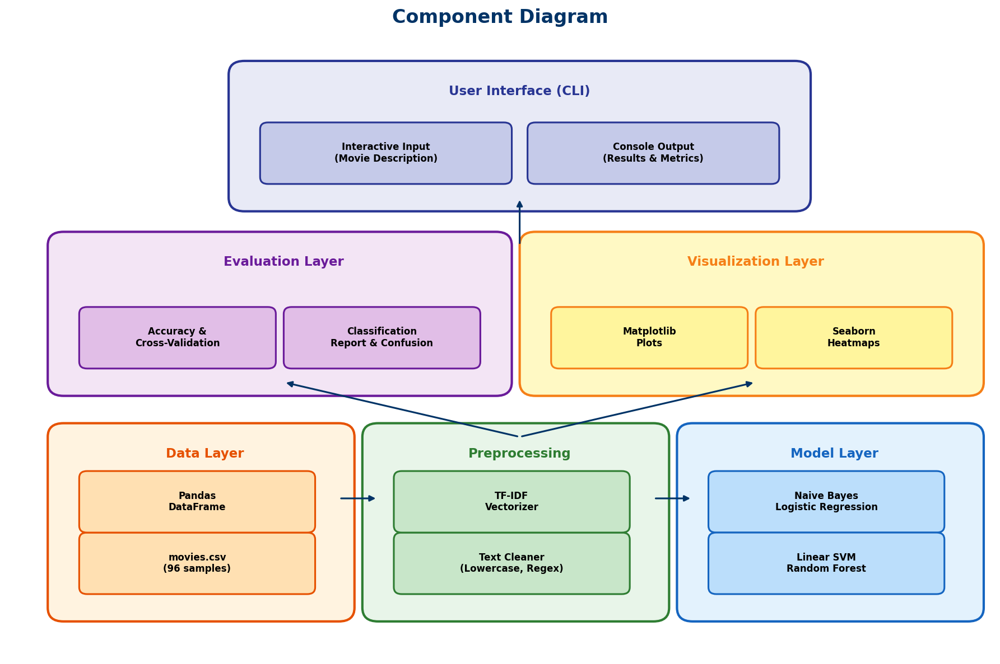 Component Diagram
User Interface (CLI)
Interactive Input
(Movie Description)
Console Output
(Results & Metrics)
Evaluation Layer
Accuracy &
Cross-Validation
Classification
Report & Confusion
Visualization Layer
Matplotlib
Plots
Seaborn
Heatmaps
Data Layer
Pandas
DataFrame
movies.csv
(96 samples)
Preprocessing
TF-IDF
Vectorizer
Text Cleaner
(Lowercase, Regex)
Model Layer
Naive Bayes
Logistic Regression
Linear SVM
Random Forest